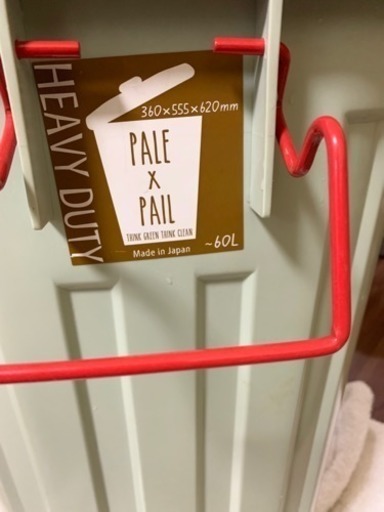 HEAVY DUTY
360×555×620mm
PALE
x
PAIL
THINK GREEN THINK CLEAN
Made in Japan
~60L